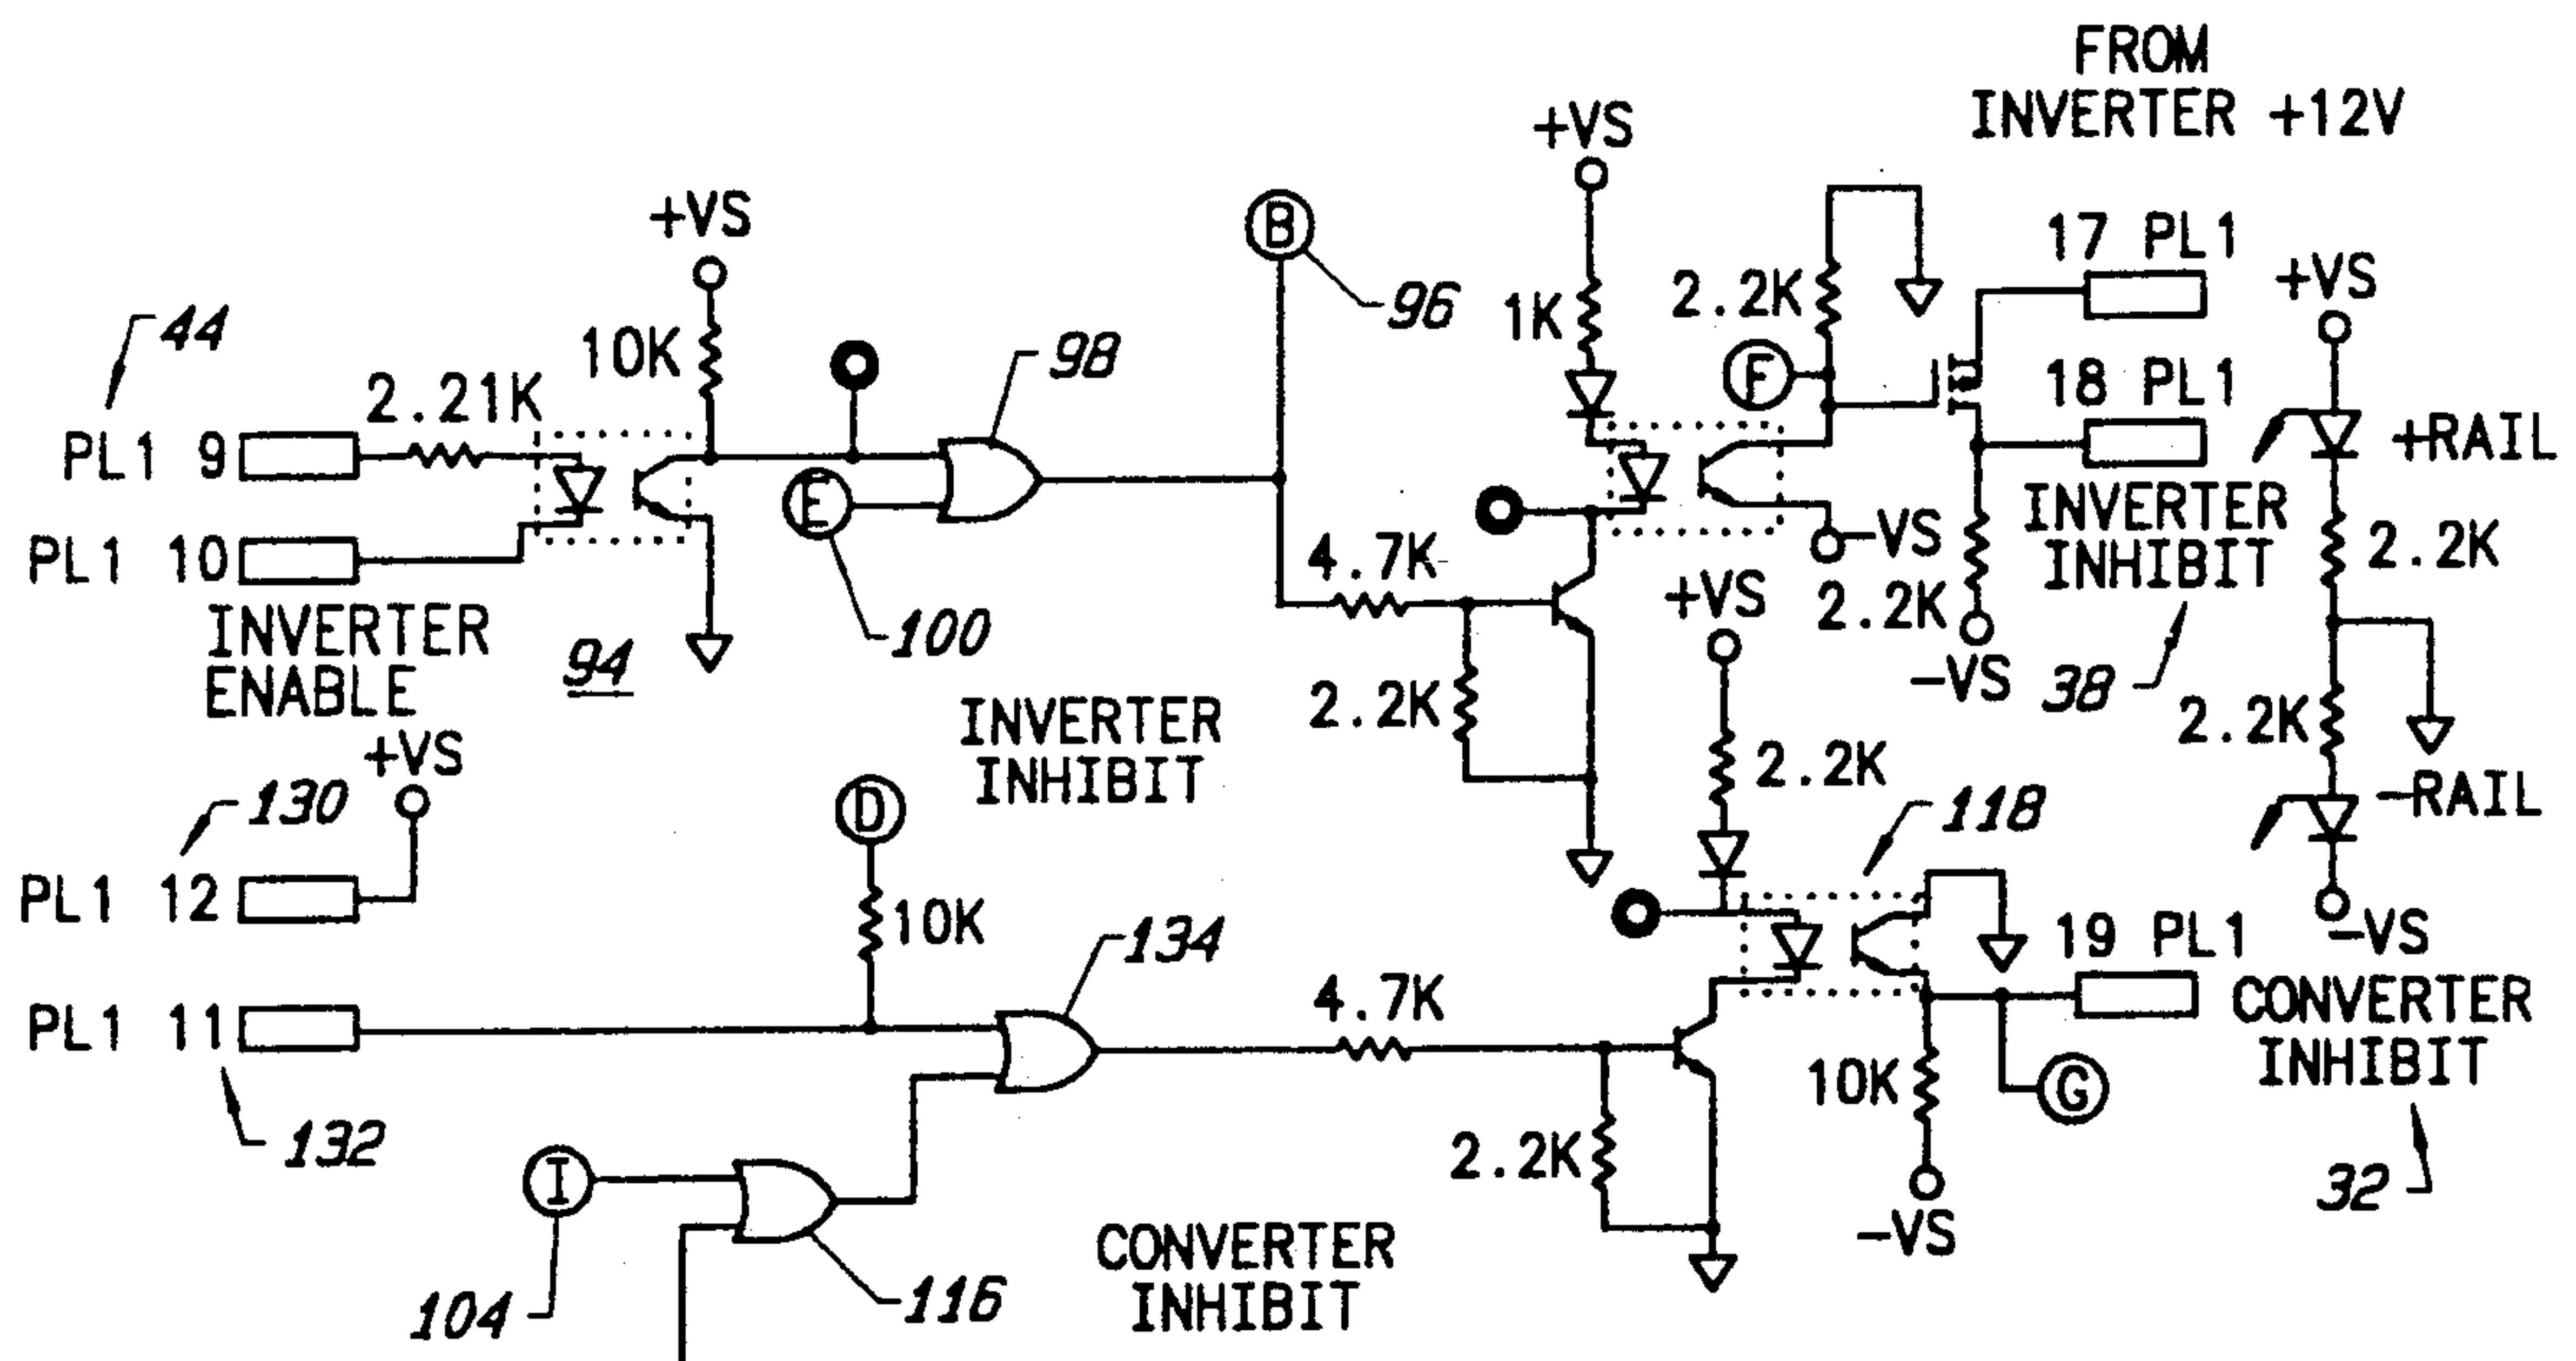 FROM
INVERTER +12V
+VS
+VS
B
96
17 PL1
+VS
44
10K
98
1K
2.2K
F
18 PL1
2.21K
PL1 9
+RAIL
E
100
INVERTER
INHIBIT
38
PL1 10
INVERTER
ENABLE
94
4.7K
-VS
2.2K
-VS
2.2K
+VS
2.2K
2.2K
INVERTER
INHIBIT
2.2K
-RAIL
+VS
130
D
118
PL1 12
10K
134
19 PL1
-VS
CONVERTER
INHIBIT
32
PL1 11
132
4.7K
10K
G
2.2K
-VS
I
104
116
CONVERTER
INHIBIT